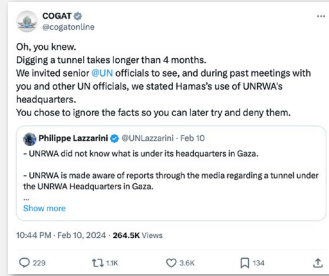 COGAT
@cogatonline
Oh, you knew.
Digging a tunnel takes longer than 4 months.
We invited senior @UN officials to see, and during past meetings with
you and other UN officials, we stated Hamas's use of UNRWA's
headquarters.
You chose to ignore the facts so you can later try and deny them.
Philippe Lazzarini @UNLazzarini · Feb 10
- UNRWA did not know what is under its headquarters in Gaza.
- UNRWA is made aware of reports through the media regarding a tunnel under
the UNRWA Headquarters in Gaza.
...
Show more
10:44 PM · Feb 10, 2024 · 264.5K Views
229 1.1K 3.6K 134